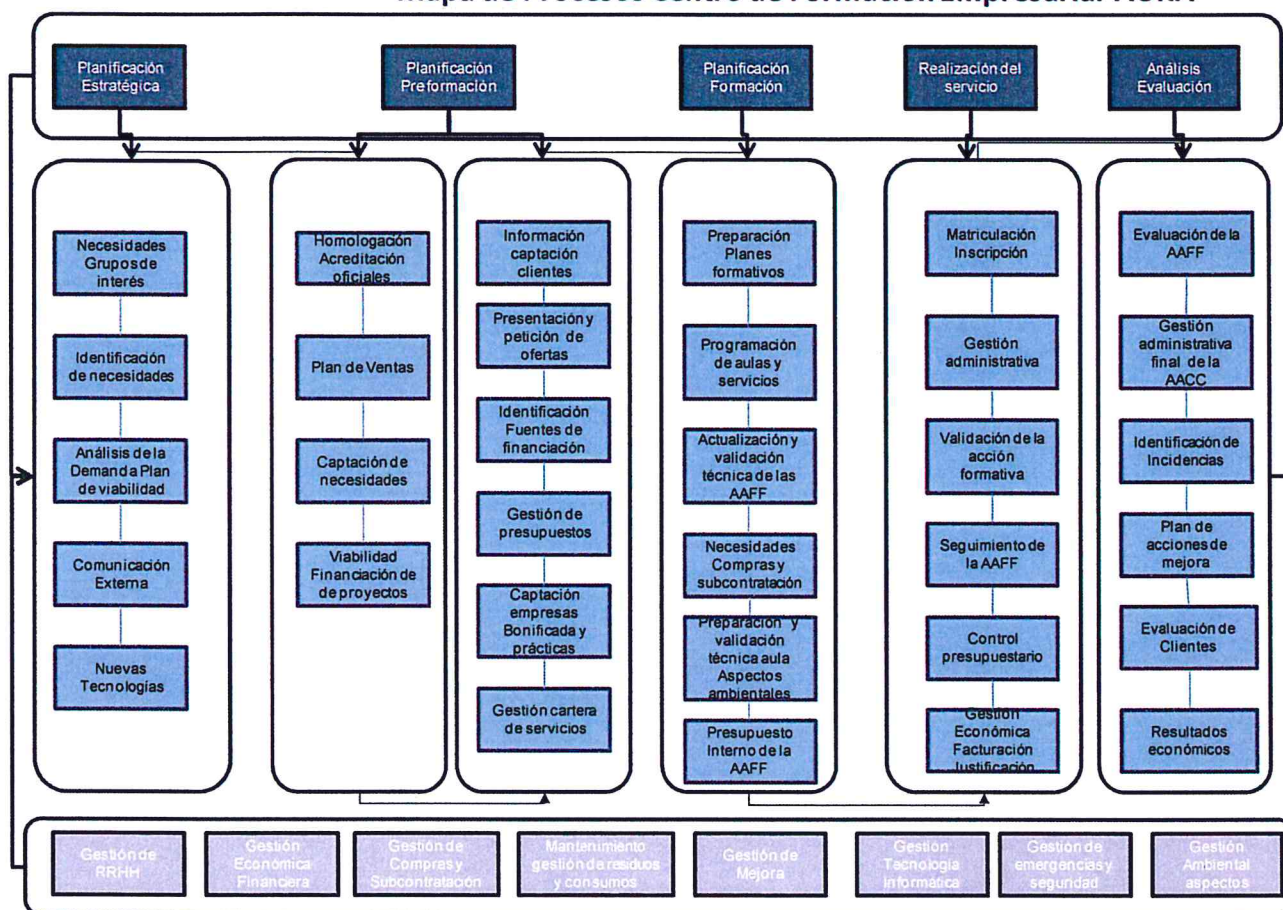 Planificación
Estratégica
Planificación
Preformación
Planificación
Formación
Realización del
servicio
Análisis
Evaluación
Necesidades
Grupos de
interés
Identificación
de necesidades
Análisis de la
Demanda Plan
de viabilidad
Comunicación
Externa
Nuevas
Tecnologías
Homologación
Acreditación
oficiales
Plan de Ventas
Captación de
necesidades
Viabilidad
Financiación de
de proyectos
Información
captación
clientes
Presentación y
petición de
ofertas
Identificación
Fuentes de
financiación
Gestión de
presupuestos
Captación
empresas
Bonificada y
prácticas
Gestión cartera
de servicios
Preparación
Planes
formativos
Programación
de aulas y
servicios
Actualización y
validación
técnica de las
AAFF
Necesidades
Compras y
subcontratación
Preparación y
validación
técnica aula
Aspectos
ambientales
Presupuesto
Interno de la
AAFF
Matriculación
Inscripción
Gestión
administrativa
Validación de la
acción
formativa
Seguimiento de
la AAFF
Control
presupuestario
Gestión
Económica
Facturación
Justificación
Evaluación de la
AAFF
Gestión
administrativa
final de la
AACC
Identificación de
Incidencias
Plan de
acciones de
mejora
Evaluación de
Clientes
Resultados
económicos
Gestión de
RRHH
Gestión
Económica
Financiera
Gestión de
Compras y
Subcontratación
Mantenimiento
gestión de residuos
y consumos
Gestión de
Mejora
Gestión
Tecnología
Informática
Gestión de
emergencias y
seguridad
Gestión
Ambiental
aspectos